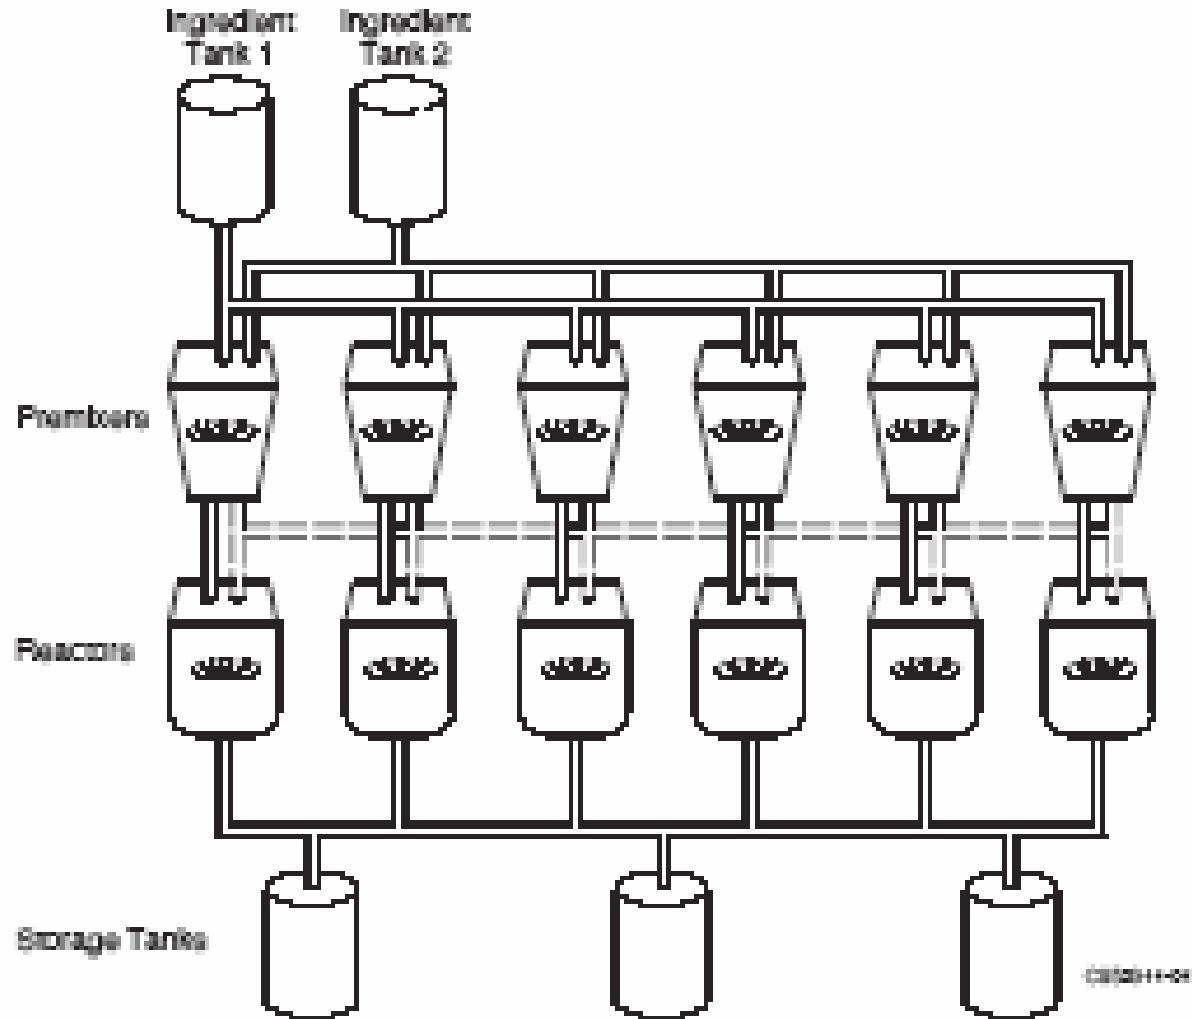 Ingredient
Tank 1
Ingredient
Tank 2
Premixers
Reactors
Storage Tanks